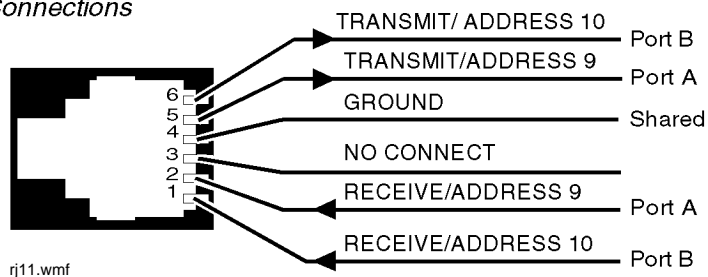 Connections
TRANSMIT/ ADDRESS 10
Port B
TRANSMIT/ADDRESS 9
Port A
6
GROUND
5
Shared
4
NO CONNECT
3
2
RECEIVE/ADDRESS 9
1
Port A
RECEIVE/ADDRESS 10
Port B
rj11.wmf